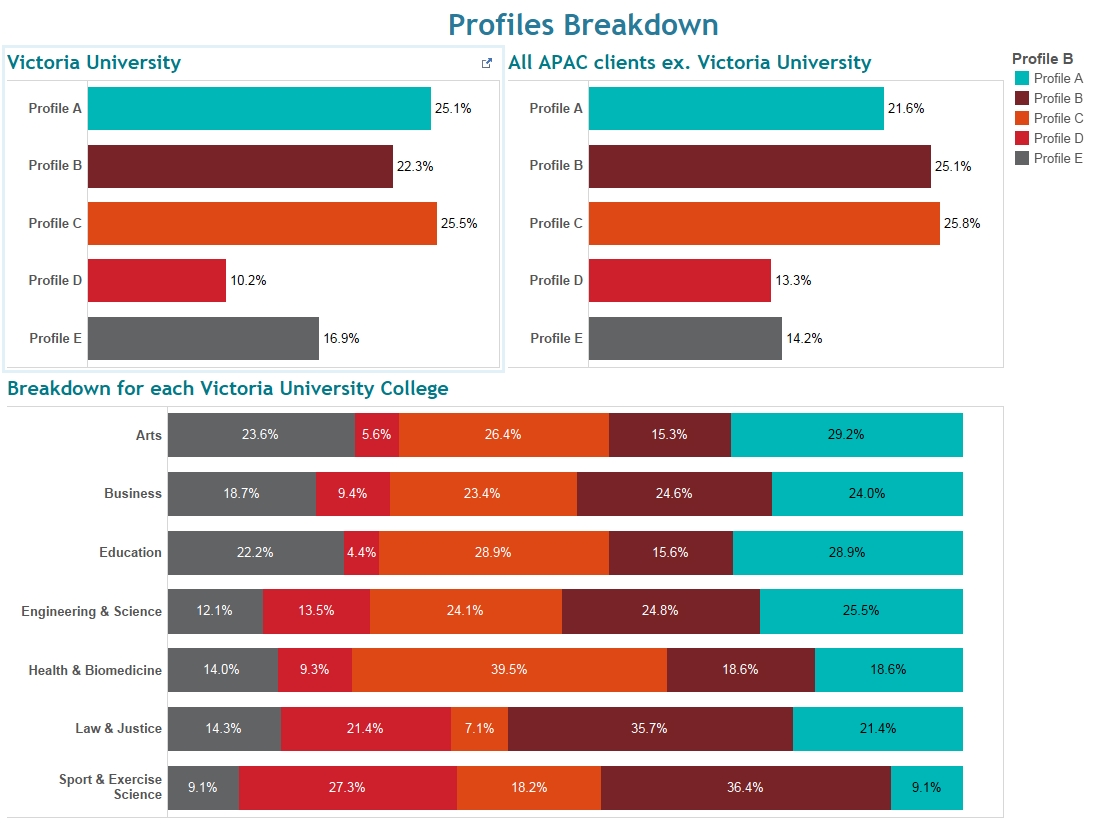 Profiles Breakdown
Victoria University
Profile A 25.1%
Profile B 22.3%
Profile C 25.5%
Profile D 10.2%
Profile E 16.9%
All APAC clients ex. Victoria University
Profile A 21.6%
Profile B 25.1%
Profile C 25.8%
Profile D 13.3%
Profile E 14.2%
Profile B
Profile A
Profile B
Profile C
Profile D
Profile E
Breakdown for each Victoria University College
Arts 23.6% 5.6% 26.4% 15.3% 29.2%
Business 18.7% 9.4% 23.4% 24.6% 24.0%
Education 22.2% 4.4% 28.9% 15.6% 28.9%
Engineering & Science 12.1% 13.5% 24.1% 24.8% 25.5%
Health & Biomedicine 14.0% 9.3% 39.5% 18.6% 18.6%
Law & Justice 14.3% 21.4% 7.1% 35.7% 21.4%
Sport & Exercise
Science 9.1% 27.3% 18.2% 36.4% 9.1%